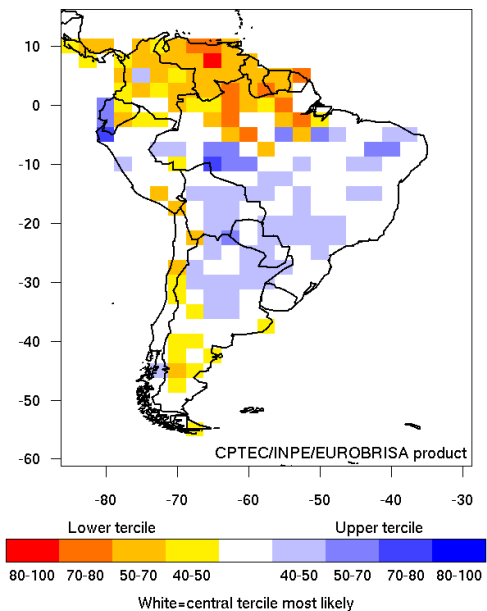 10
0
-10
-20
-30
-40
-50
-60
CPTEC/INPE/EUROBRISA product
-80 -70 -60 -50 -40 -30
Lower tercile Upper tercile
80-100 70-80 50-70 40-50 40-50 50-70 70-80 80-100
White=central tercile most likely